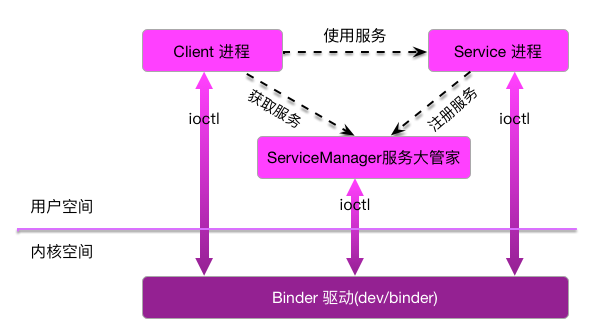 使用服务
Client 进程
Service 进程
获取服务
注册服务
ioctl
ioctl
ServiceManager服务大管家
ioctl
用户空间
内核空间
Binder 驱动(dev/binder)